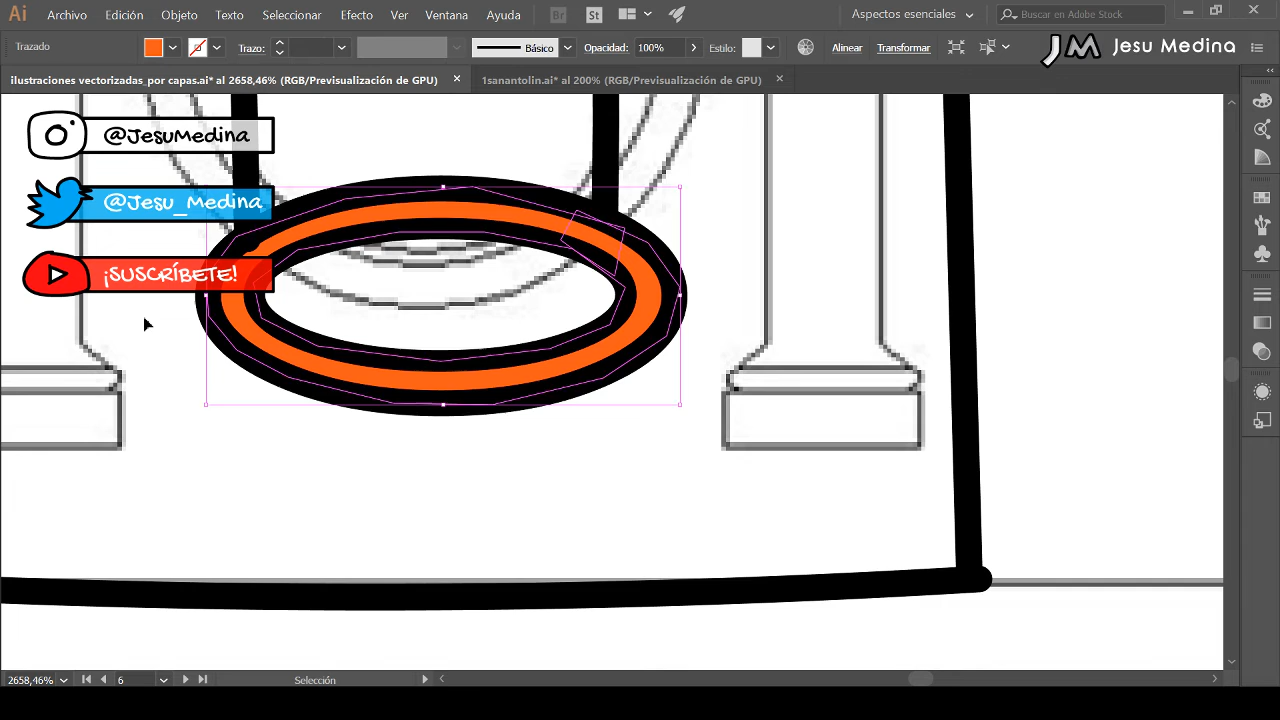 Ai Archivo Edición Objeto Texto Seleccionar Efecto Ver Ventana Ayuda Br St Aspectos esenciales Buscar en Adobe Stock
Trazado Trazo: Básico Opacidad: 100% Estilo: Alinear Transformar JM Jesu Medina
ilustraciones vectorizadas_por capas.ai* al 2658,46% (RGB/Previsualización de GPU) × 1sanantolin.ai* al 200% (RGB/Previsualización de GPU) ×
@JesuMedina
@Jesu_Medina
¡SUSCRÍBETE!
2658,46% 6 Selección